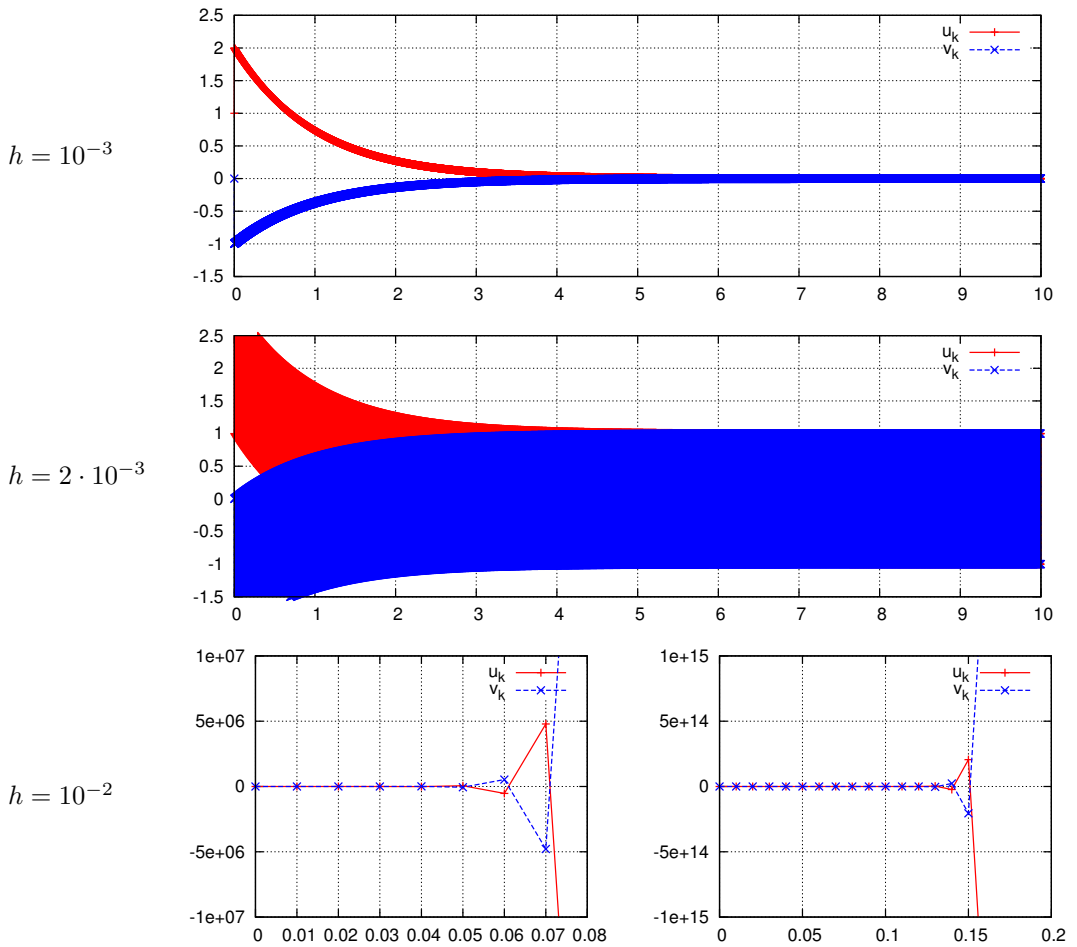 2.5
2
1.5
1
0.5
0
-0.5
-1
-1.5
u_k
v_k
h = 10^{-3}
0 1 2 3 4 5 6 7 8 9 10
2.5
2
1.5
1
0.5
0
-0.5
-1
-1.5
u_k
v_k
h = 2 · 10^{-3}
0 1 2 3 4 5 6 7 8 9 10
1e+07
5e+06
0
-5e+06
-1e+07
u_k
v_k
h = 10^{-2}
0 0.01 0.02 0.03 0.04 0.05 0.06 0.07 0.08
1e+15
5e+14
0
-5e+14
-1e+15
u_k
v_k
0 0.05 0.1 0.15 0.2